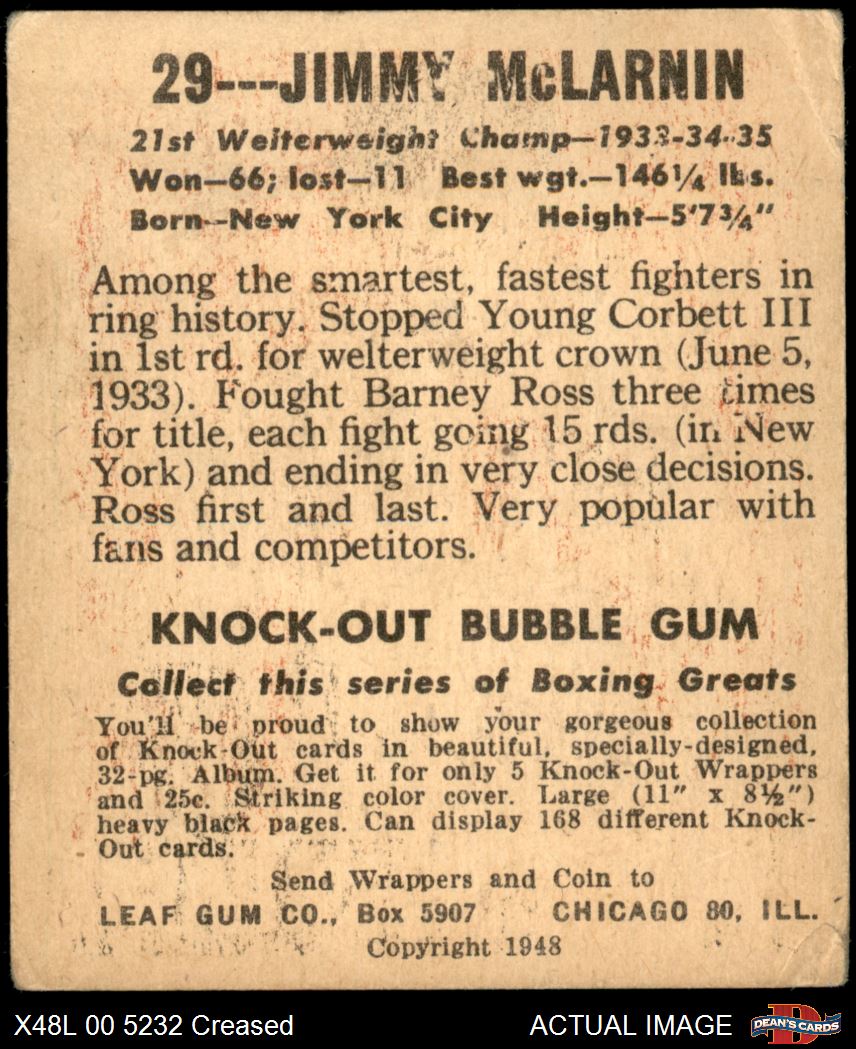 29---JIMMY McLARNIN
21st Welterweight Champ—1933-34-35
Won—66; lost—11 Best wgt.—146¼ lbs.
Born--New York City Height—5'7¾"
Among the smartest, fastest fighters in
ring history. Stopped Young Corbett III
in 1st rd. for welterweight crown (June 5,
1933). Fought Barney Ross three times
for title, each fight going 15 rds. (in New
York) and ending in very close decisions.
Ross first and last. Very popular with
fans and competitors.
KNOCK-OUT BUBBLE GUM
Collect this series of Boxing Greats
You'll be proud to show your gorgeous collection
of Knock-Out cards in beautiful, specially-designed,
32-pg. Album. Get it for only 5 Knock-Out Wrappers
and 25c. Striking color cover. Large (11" x 8½")
heavy black pages. Can display 168 different Knock-
Out cards.
Send Wrappers and Coin to
LEAF GUM CO., Box 5907 CHICAGO 80, ILL.
Copyright 1948
X48L 00 5232 Creased ACTUAL IMAGE DEAN'S CARDS